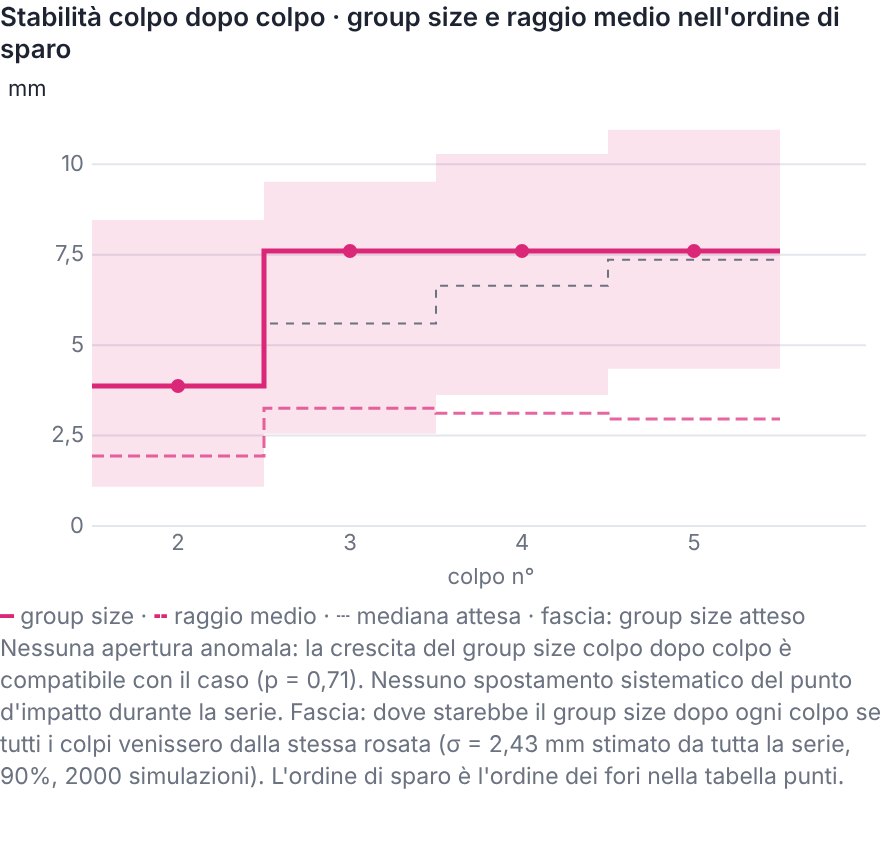 Stabilità colpo dopo colpo · group size e raggio medio nell'ordine di
sparo
mm
10
7,5
5
2,5
0
2 3 4 5
colpo n°
group size · raggio medio · mediana attesa · fascia: group size atteso
Nessuna apertura anomala: la crescita del group size colpo dopo colpo è
compatibile con il caso (p = 0,71). Nessuno spostamento sistematico del punto
d'impatto durante la serie. Fascia: dove starebbe il group size dopo ogni colpo se
tutti i colpi venissero dalla stessa rosata (σ = 2,43 mm stimato da tutta la serie,
90%, 2000 simulazioni). L'ordine di sparo è l'ordine dei fori nella tabella punti.